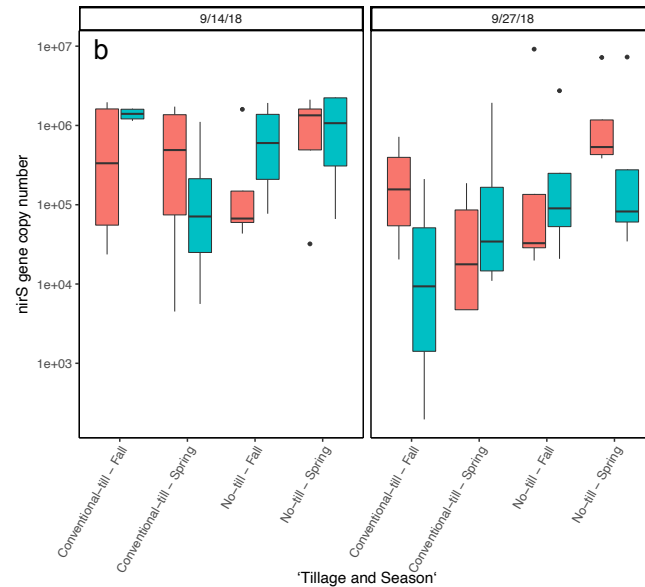 9/14/18
9/27/18
b
1e+07
1e+06
1e+05
1e+04
1e+03
nirS gene copy number
Conventional−till − Fall
Conventional−till − Spring
No−till − Fall
No−till − Spring
Conventional−till − Fall
Conventional−till − Spring
No−till − Fall
No−till − Spring
‘Tillage and Season‘